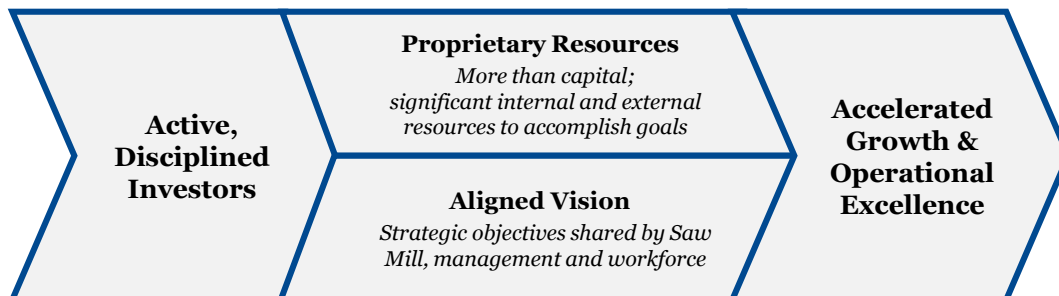 Active,
Disciplined
Investors
Proprietary Resources
More than capital;
significant internal and external
resources to accomplish goals
Aligned Vision
Strategic objectives shared by Saw
Mill, management and workforce
Accelerated
Growth &
Operational
Excellence